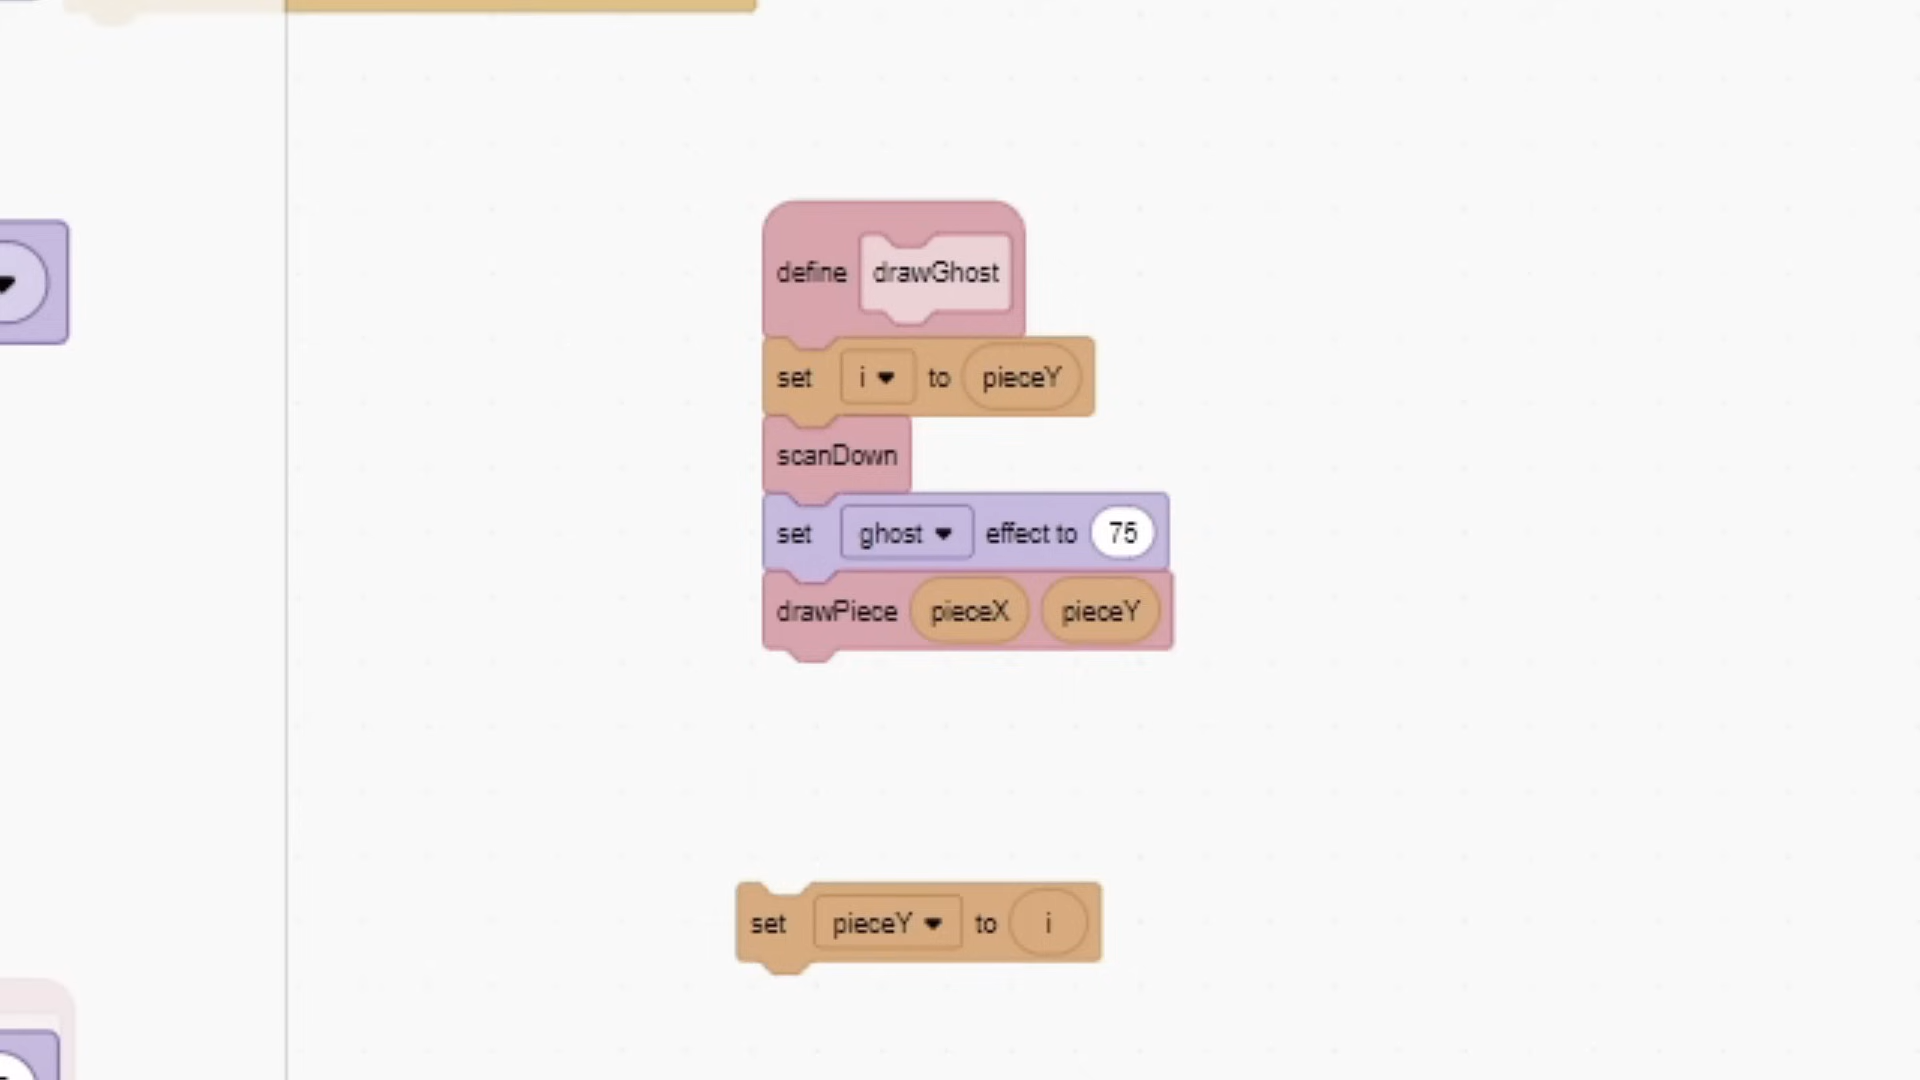 define drawGhost
set i to pieceY
scanDown
set ghost effect to 75
drawPiece pieceX pieceY
set pieceY to i